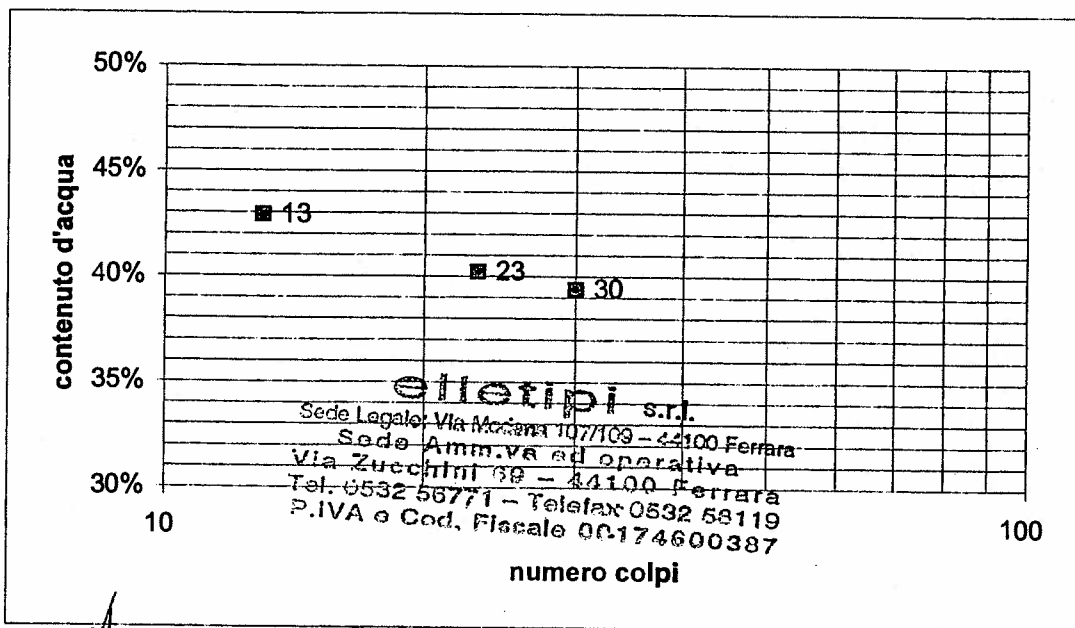 50%
45%
40%
35%
30%
contenuto d'acqua
13
23
30
elletipi s.r.l.
Sede Legale: Via Modena 107/109 – 44100 Ferrara
Sede Amm.va ed operativa
Via Zucchini 69 – 44100 Ferrara
Tel. 0532 56771 – Telefax 0532 56119
P.IVA e Cod. Fiscale 00174600387
10
100
numero colpi